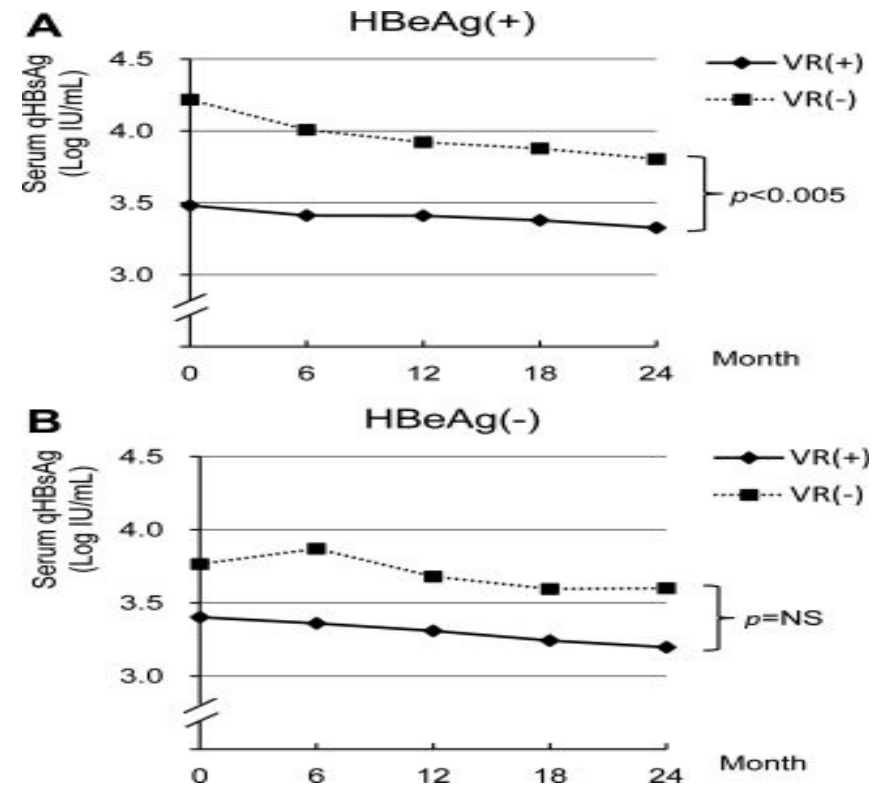 A
HBeAg(+)
Serum qHBsAg
(Log IU/mL)
4.5
4.0
3.5
3.0
VR(+)
VR(-)
p<0.005
0 6 12 18 24
Month
B
HBeAg(-)
Serum qHBsAg
(Log IU/mL)
4.5
4.0
3.5
3.0
VR(+)
VR(-)
p=NS
0 6 12 18 24
Month